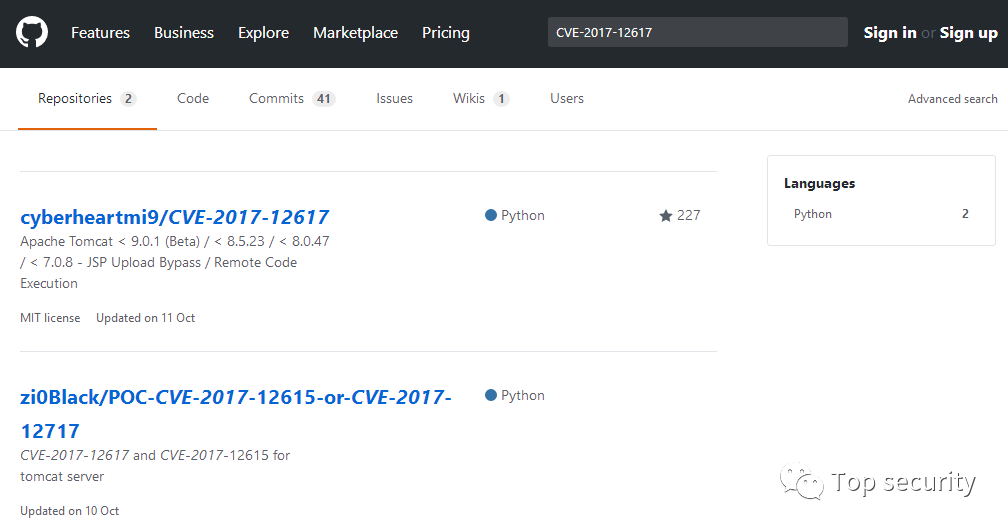 Features Business Explore Marketplace Pricing CVE-2017-12617 Sign in or Sign up
Repositories 2 Code Commits 41 Issues Wikis 1 Users Advanced search
Languages
Python 2
cyberheartmi9/CVE-2017-12617 Python 227
Apache Tomcat < 9.0.1 (Beta) / < 8.5.23 / < 8.0.47
/ < 7.0.8 - JSP Upload Bypass / Remote Code
Execution
MIT license Updated on 11 Oct
zi0Black/POC-CVE-2017-12615-or-CVE-2017- Python
12717
CVE-2017-12617 and CVE-2017-12615 for
tomcat server
Updated on 10 Oct
Top security